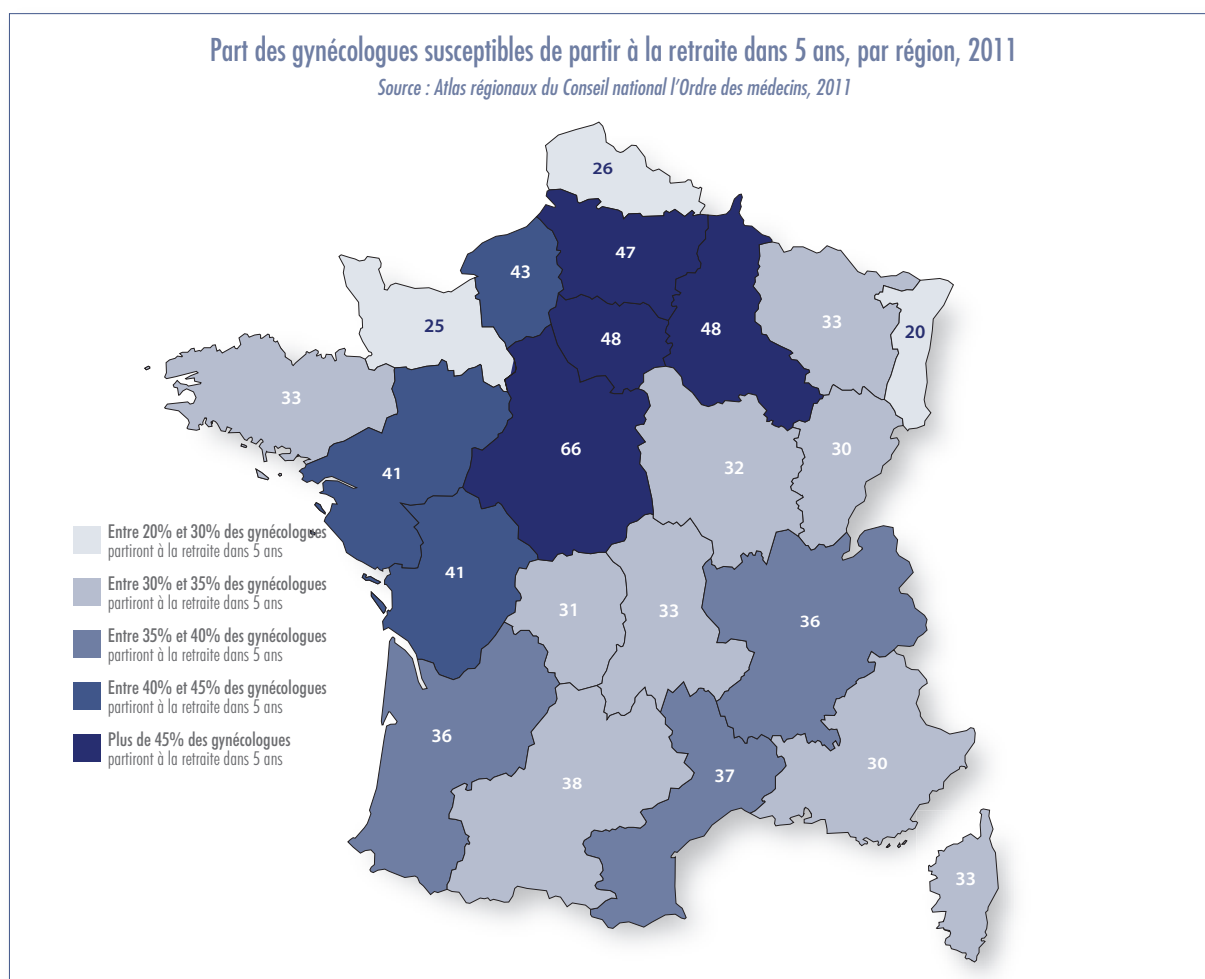 Part des gynécologues susceptibles de partir à la retraite dans 5 ans, par région, 2011
Source : Atlas régionaux du Conseil national l'Ordre des médecins, 2011
26
47
43
25
48
48
33
20
33
66
32
30
41
41
31
33
36
36
38
37
30
33
Entre 20% et 30% des gynécologues
partiront à la retraite dans 5 ans
Entre 30% et 35% des gynécologues
partiront à la retraite dans 5 ans
Entre 35% et 40% des gynécologues
partiront à la retraite dans 5 ans
Entre 40% et 45% des gynécologues
partiront à la retraite dans 5 ans
Plus de 45% des gynécologues
partiront à la retraite dans 5 ans